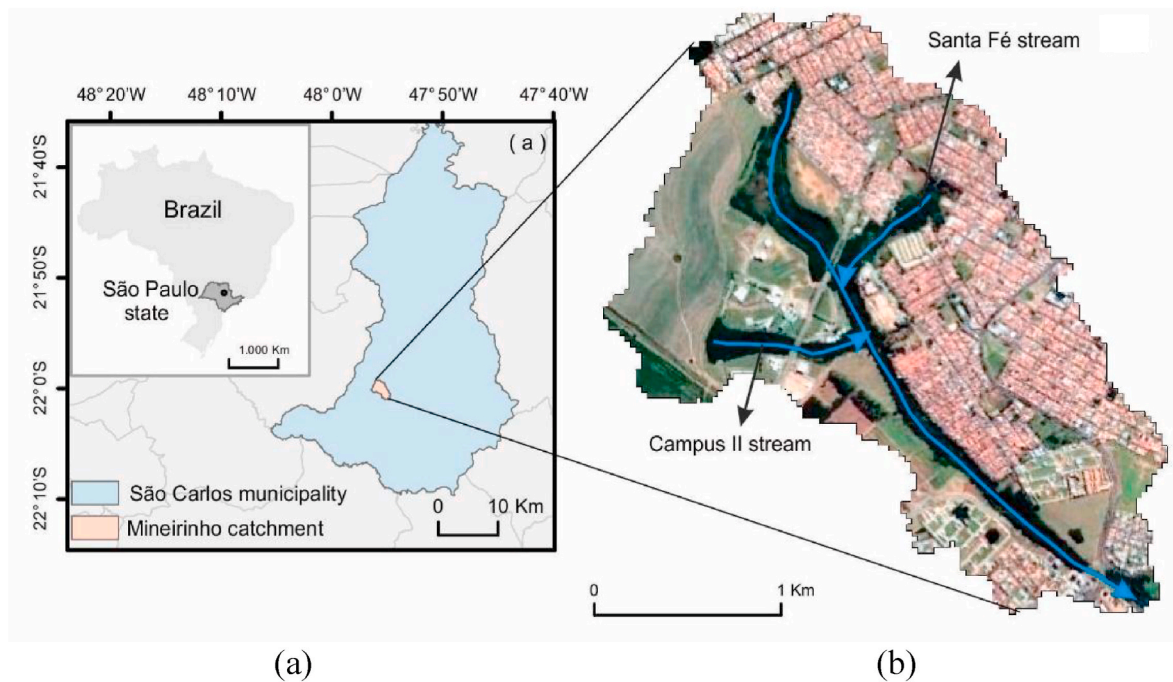 48°20'W 48°10'W 48°0'W 47°50'W 47°40'W
( a )
21°40'S
21°50'S
22°0'S
22°10'S
Brazil
São Paulo
state
1.000 Km
São Carlos municipality
Mineirinho catchment
0 10 Km
Santa Fé stream
Campus II stream
0 1 Km
(a)
(b)